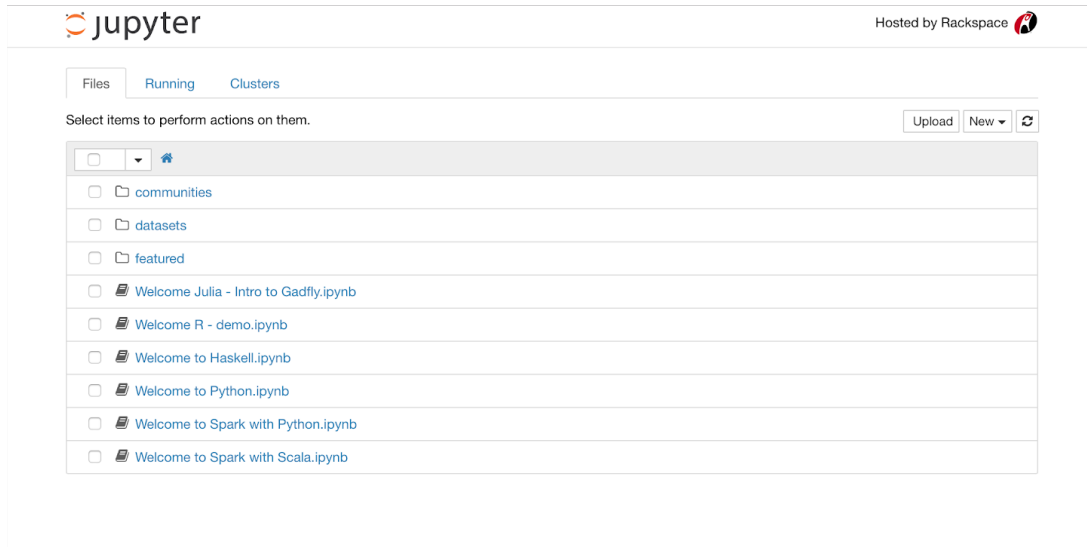 jupyter Hosted by Rackspace
Files Running Clusters
Select items to perform actions on them. Upload New
communities
datasets
featured
Welcome Julia - Intro to Gadfly.ipynb
Welcome R - demo.ipynb
Welcome to Haskell.ipynb
Welcome to Python.ipynb
Welcome to Spark with Python.ipynb
Welcome to Spark with Scala.ipynb